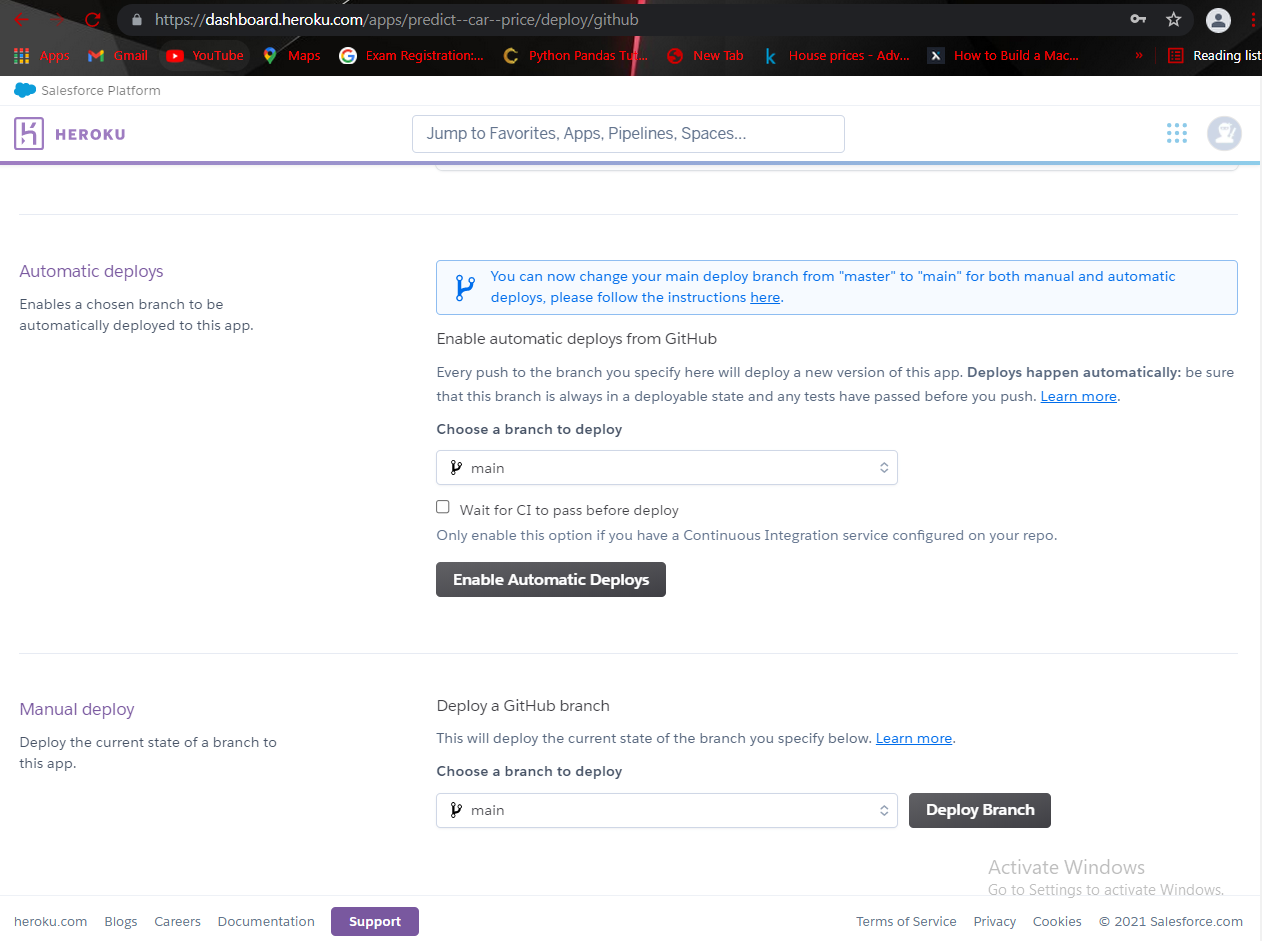 https://dashboard.heroku.com/apps/predict--car--price/deploy/github
Apps Gmail YouTube Maps Exam Registration:... Python Pandas Tut... New Tab House prices - Adv... How to Build a Mac... » Reading list
Salesforce Platform
HEROKU
Jump to Favorites, Apps, Pipelines, Spaces...
Automatic deploys
Enables a chosen branch to be
automatically deployed to this app.
You can now change your main deploy branch from "master" to "main" for both manual and automatic
deploys, please follow the instructions here.
Enable automatic deploys from GitHub
Every push to the branch you specify here will deploy a new version of this app. Deploys happen automatically: be sure
that this branch is always in a deployable state and any tests have passed before you push. Learn more.
Choose a branch to deploy
main
Wait for CI to pass before deploy
Only enable this option if you have a Continuous Integration service configured on your repo.
Enable Automatic Deploys
Manual deploy
Deploy the current state of a branch to
this app.
Deploy a GitHub branch
This will deploy the current state of the branch you specify below. Learn more.
Choose a branch to deploy
main
Deploy Branch
Activate Windows
Go to Settings to activate Windows.
heroku.com Blogs Careers Documentation Support Terms of Service Privacy Cookies © 2021 Salesforce.com